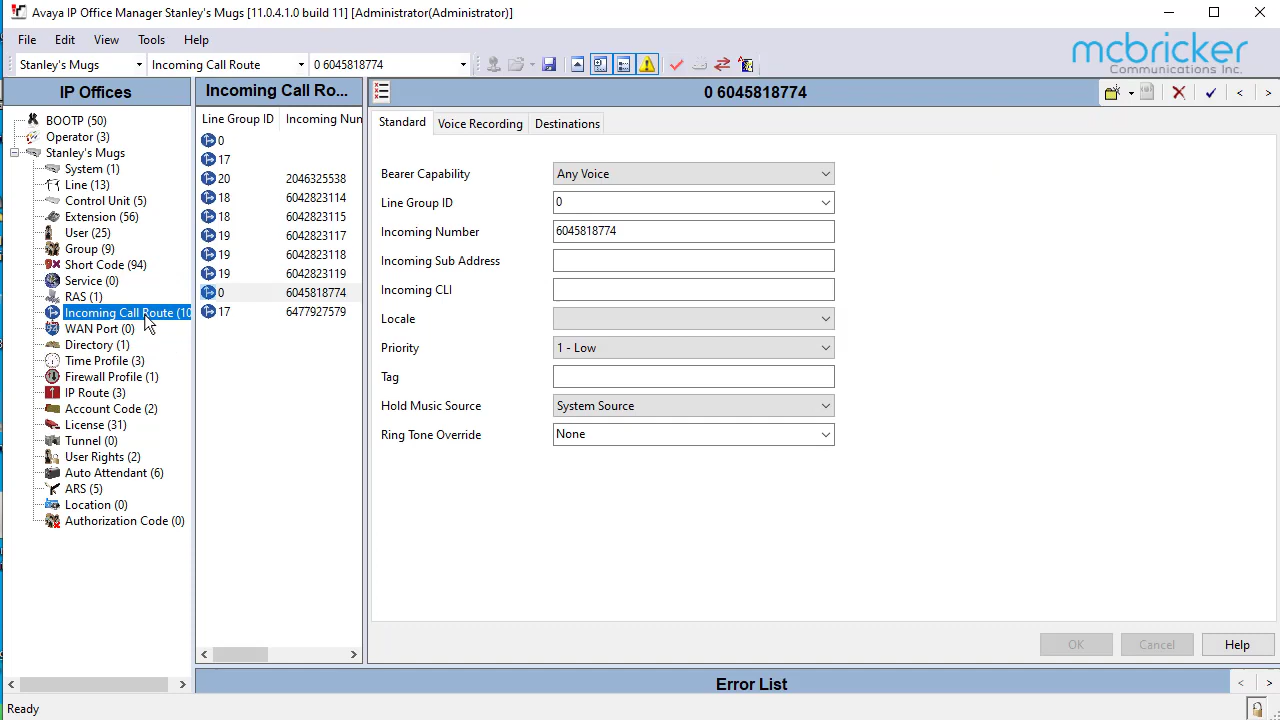 Avaya IP Office Manager Stanley's Mugs [11.0.4.1.0 build 11] [Administrator(Administrator)]
File Edit View Tools Help
mcbricker
Communications Inc.
Stanley's Mugs Incoming Call Route 0 6045818774
IP Offices
BOOTP (50)
Operator (3)
Stanley's Mugs
System (1)
Line (13)
Control Unit (5)
Extension (56)
User (25)
Group (9)
Short Code (94)
Service (0)
RAS (1)
Incoming Call Route (10
WAN Port (0)
Directory (1)
Time Profile (3)
Firewall Profile (1)
IP Route (3)
Account Code (2)
License (31)
Tunnel (0)
User Rights (2)
Auto Attendant (6)
ARS (5)
Location (0)
Authorization Code (0)
Incoming Call Ro...
Line Group ID Incoming Num
0
17
20 2046325538
18 6042823114
18 6042823115
19 6042823117
19 6042823118
19 6042823119
0 6045818774
17 6477927579
0 6045818774
Standard Voice Recording Destinations
Bearer Capability Any Voice
Line Group ID 0
Incoming Number 6045818774
Incoming Sub Address
Incoming CLI
Locale
Priority 1 - Low
Tag
Hold Music Source System Source
Ring Tone Override None
OK Cancel Help
Error List
Ready